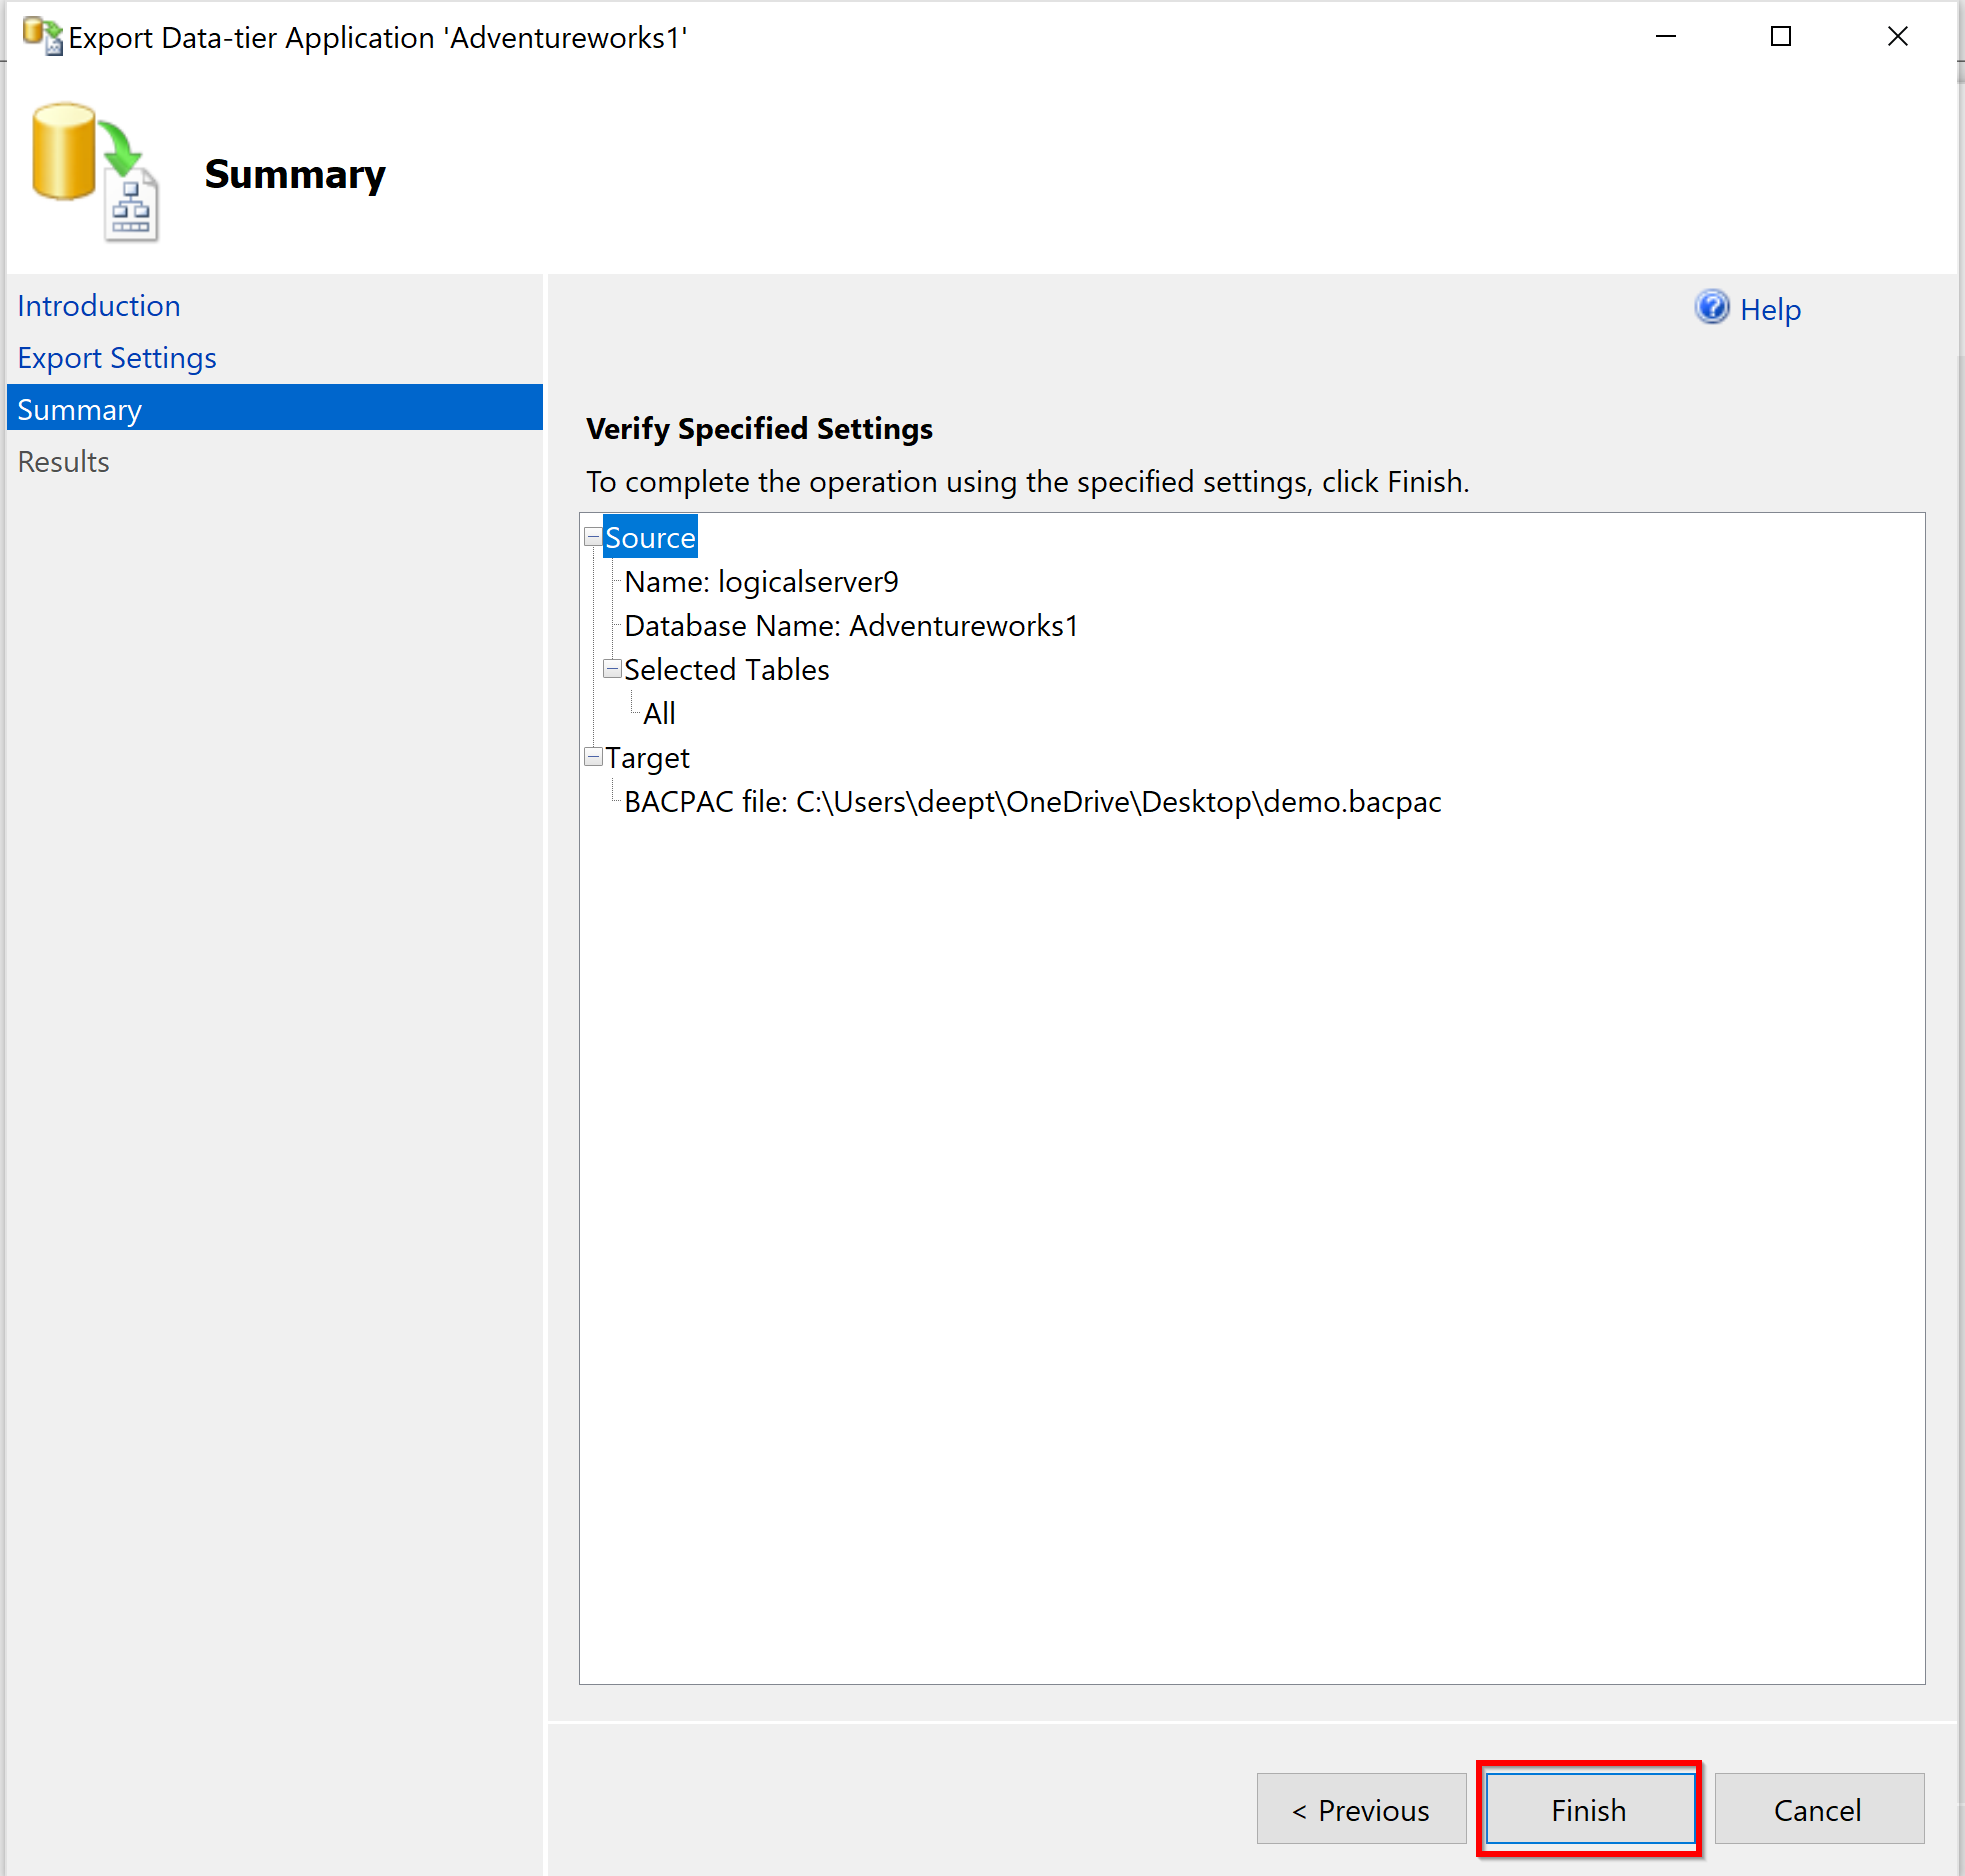 Export Data-tier Application 'Adventureworks1'
Summary
Introduction
Export Settings
Summary
Results
Help
Verify Specified Settings
To complete the operation using the specified settings, click Finish.
Source
Name: logicalserver9
Database Name: Adventureworks1
Selected Tables
All
Target
BACPAC file: C:\Users\deept\OneDrive\Desktop\demo.bacpac
< Previous
Finish
Cancel